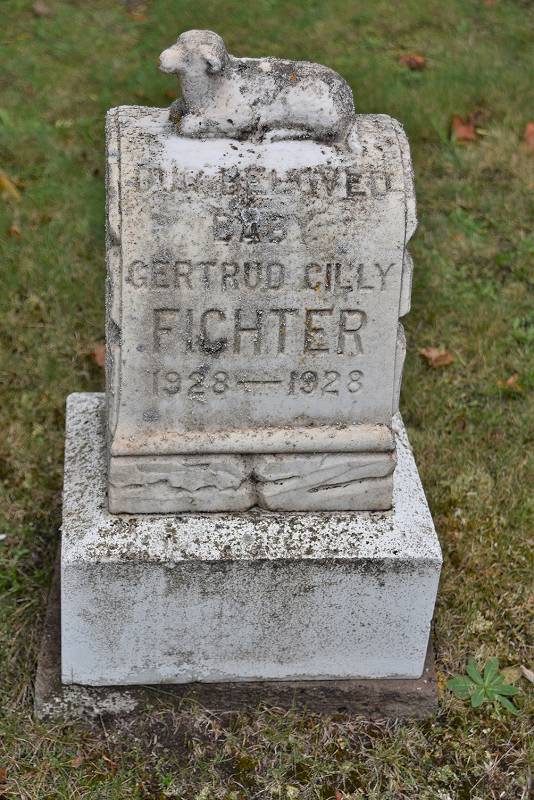 OUR BELOVED
BABY
GERTRUD CILLY
FICHTER
1928—1928